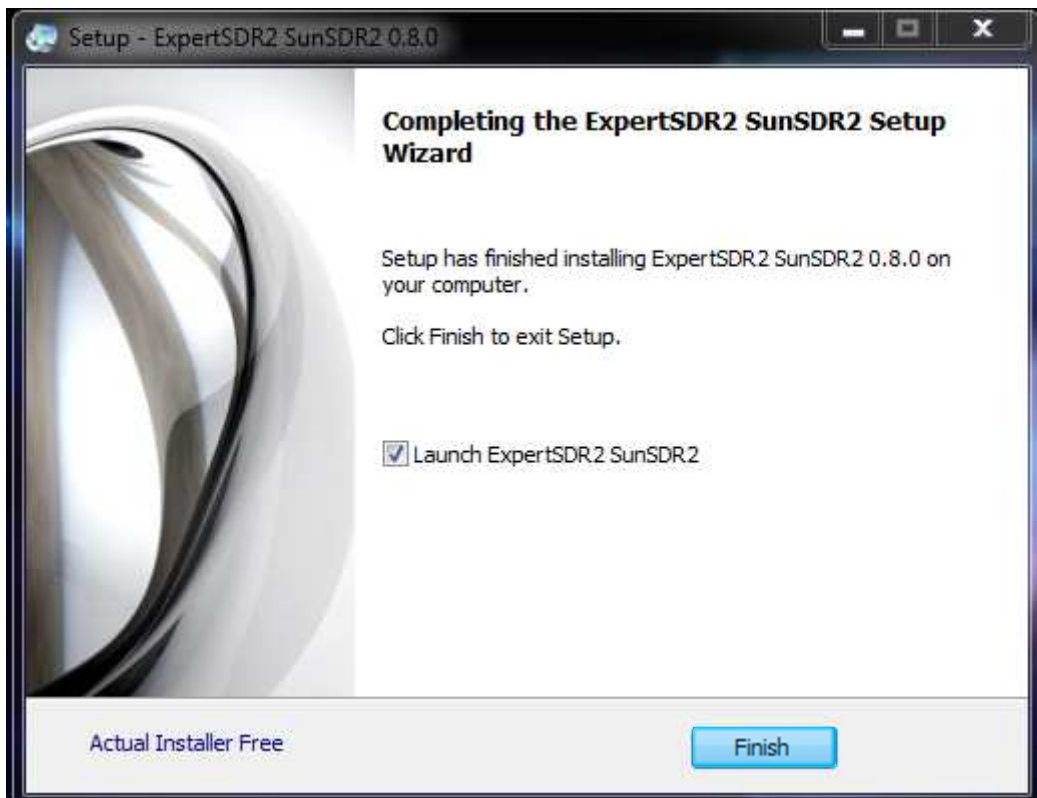 Setup - ExpertSDR2 SunSDR2 0.8.0
Completing the ExpertSDR2 SunSDR2 Setup
Wizard
Setup has finished installing ExpertSDR2 SunSDR2 0.8.0 on
your computer.
Click Finish to exit Setup.
Launch ExpertSDR2 SunSDR2
Actual Installer Free
Finish